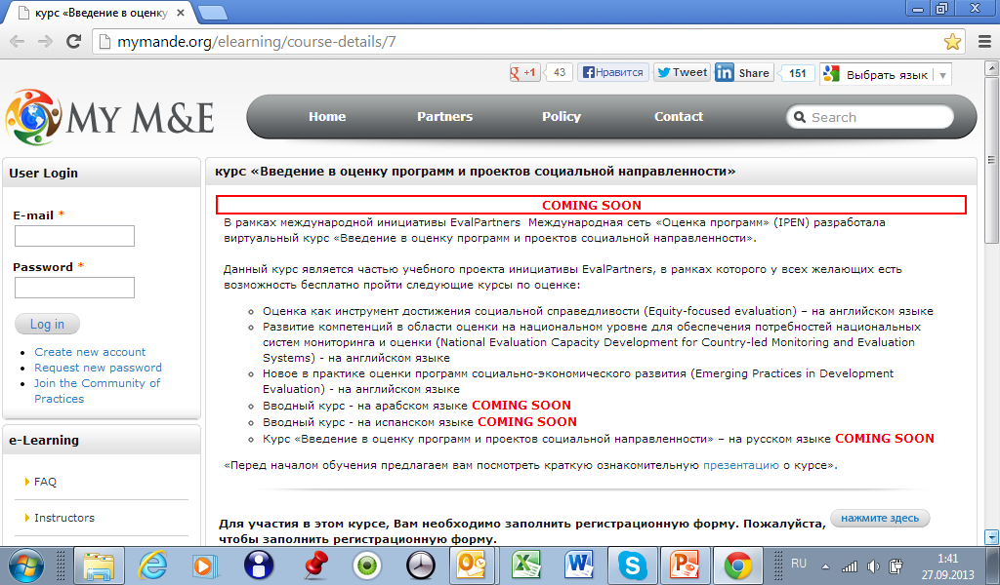 курс «Введение в оценку
mymande.org/elearning/course-details/7
+1
43
Нравится
Tweet
Share
151
Выбрать язык
My M&E
Home
Partners
Policy
Contact
Search
User Login
E-mail *
Password *
Log in
Create new account
Request new password
Join the Community of
Practices
e-Learning
FAQ
Instructors
курс «Введение в оценку программ и проектов социальной направленности»
COMING SOON
В рамках международной инициативы EvalPartners Международная сеть «Оценка программ» (IPEN) разработала
виртуальный курс «Введение в оценку программ и проектов социальной направленности».
Данный курс является частью учебного проекта инициативы EvalPartners, в рамках которого у всех желающих есть
возможность бесплатно пройти следующие курсы по оценке:
Оценка как инструмент достижения социальной справедливости (Equity-focused evaluation) – на английском языке
Развитие компетенций в области оценки на национальном уровне для обеспечения потребностей национальных
систем мониторинга и оценки (National Evaluation Capacity Development for Country-led Monitoring and Evaluation
Systems) - на английском языке
Новое в практике оценки программ социально-экономического развития (Emerging Practices in Development
Evaluation) - на английском языке
Вводный курс - на арабском языке COMING SOON
Вводный курс - на испанском языке COMING SOON
Курс «Введение в оценку программ и проектов социальной направленности» – на русском языке COMING SOON
«Перед началом обучения предлагаем вам посмотреть краткую ознакомительную презентацию о курсе».
Для участия в этом курсе, Вам необходимо заполнить регистрационную форму. Пожалуйста, нажмите здесь
чтобы заполнить регистрационную форму.
RU
1:41
27.09.2013